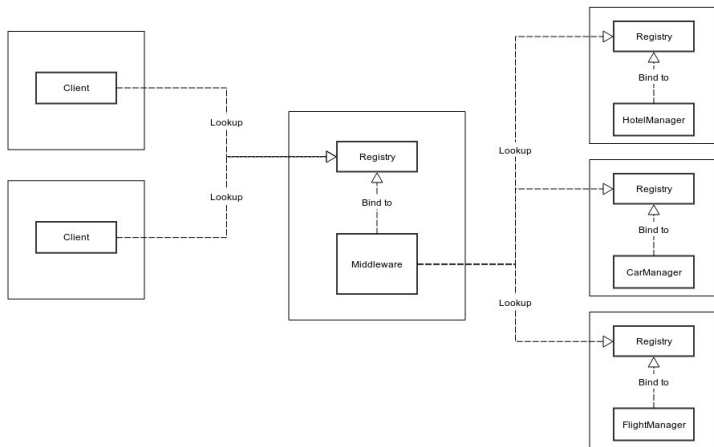 Client
Lookup
Lookup
Client
Registry
Bind to
Middleware
Lookup
Lookup
Registry
Bind to
HotelManager
Registry
Bind to
CarManager
Registry
Bind to
FlightManager